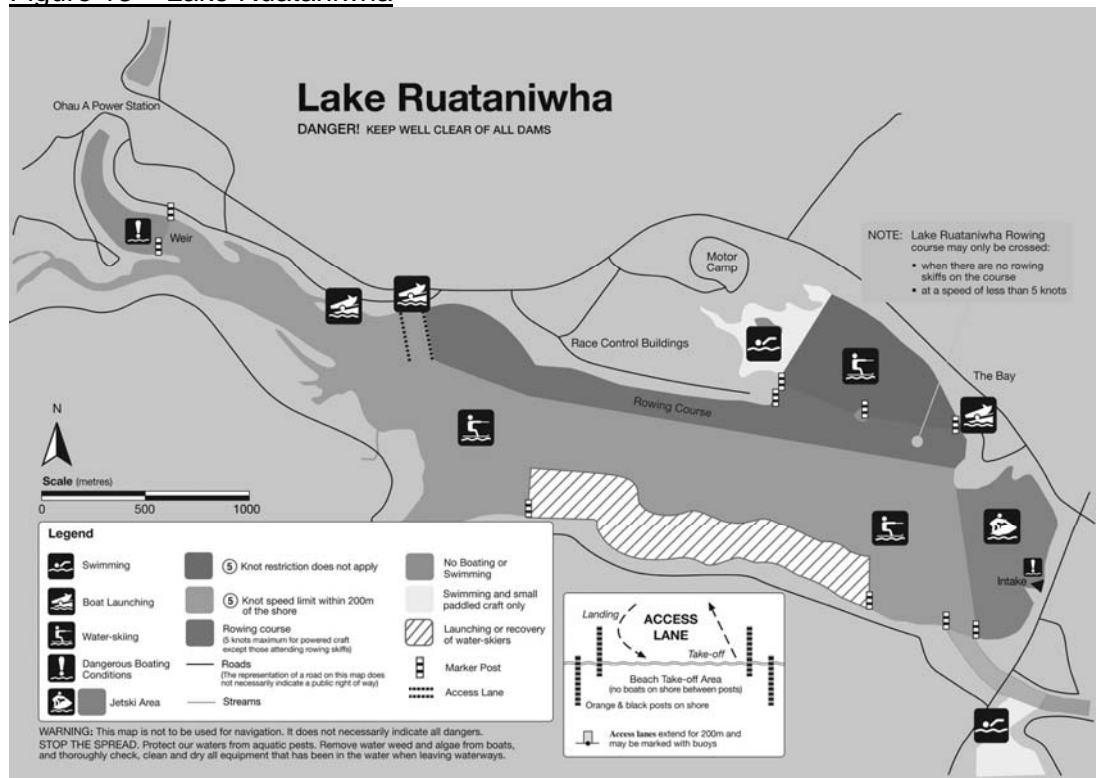 Ohau A Power Station
Lake Ruataniwha
DANGER! KEEP WELL CLEAR OF ALL DAMS
Weir
Motor
Camp
NOTE: Lake Ruataniwha Rowing
course may only be crossed:
• when there are no rowing
skiffs on the course
• at a speed of less than 5 knots
Race Control Buildings
The Bay
Rowing Course
N
Scale (metres)
0 500 1000
Intake
Legend
Swimming
Boat Launching
Water-skiing
Dangerous Boating
Conditions
Jetski Area
5 Knot restriction does not apply
5 Knot speed limit within 200m
of the shore
Rowing course
(5 knots maximum for powered craft
except those attending rowing skiffs)
Roads
(The representation of a road on this map does
not necessarily indicate a public right of way)
Streams
No Boating or
Swimming
Swimming and small
paddled craft only
Launching or recovery
of water-skiers
Marker Post
Access Lane
Landing
ACCESS
LANE
Take-off
Beach Take-off Area
(no boats on shore between posts)
Orange & black posts on shore
Access lanes extend for 200m and
may be marked with buoys
WARNING: This map is not to be used for navigation. It does not necessarily indicate all dangers.
STOP THE SPREAD. Protect our waters from aquatic pests. Remove water weed and algae from boats,
and thoroughly check, clean and dry all equipment that has been in the water when leaving waterways.